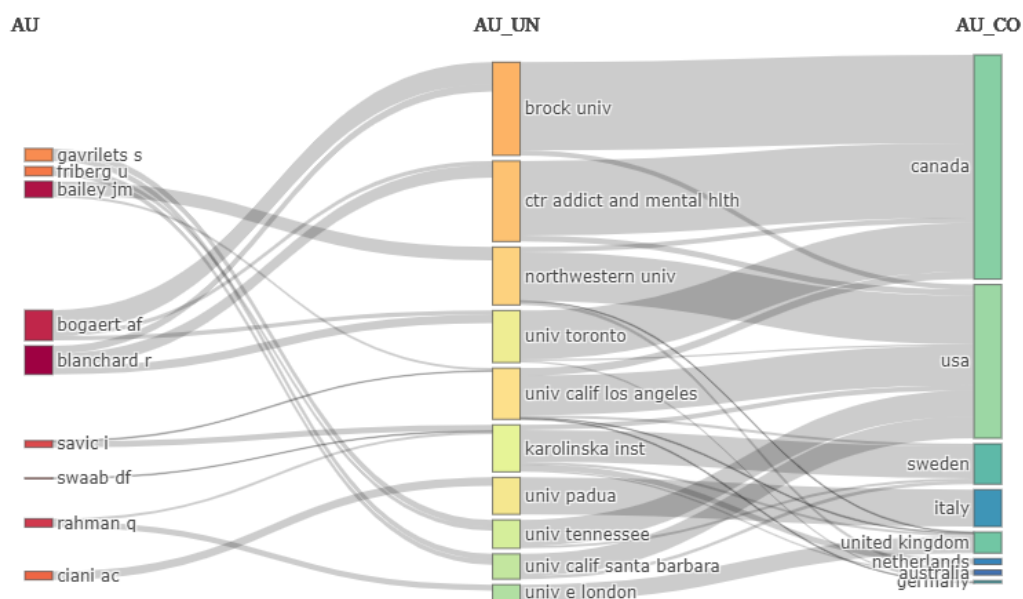 AU
AU_UN
AU_CO
gavrilets s
friberg u
bailey jm
bogaert af
blanchard r
savic i
swaab df
rahman q
ciani ac
brock univ
ctr addict and mental hlth
northwestern univ
univ toronto
univ calif los angeles
karolinska inst
univ padua
univ tennessee
univ calif santa barbara
univ e london
canada
usa
sweden
italy
united kingdom
netherlands
australia
germany